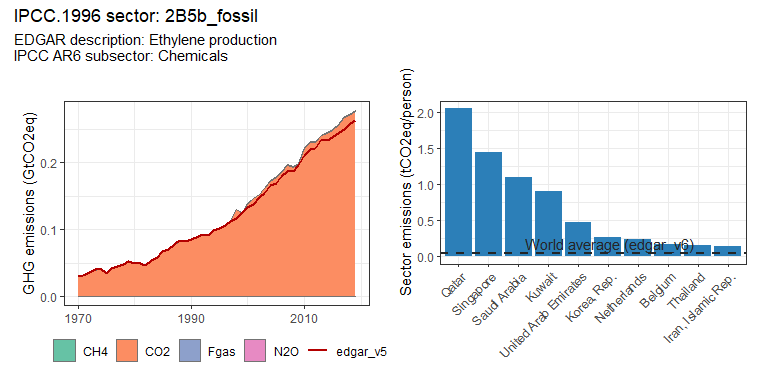 IPCC.1996 sector: 2B5b_fossil
EDGAR description: Ethylene production
IPCC AR6 subsector: Chemicals
GHG emissions (GtCO2eq)
0.2
0.1
0.0
1970
1990
2010
CH4
CO2
Fgas
N2O
edgar_v5
Sector emissions (tCO2eq/person)
2.0
1.5
1.0
0.5
0.0
World average (edgar_v6)
Qatar
Singapore
Saudi Arabia
Kuwait
United Arab Emirates
Korea, Rep.
Netherlands
Belgium
Thailand
Iran, Islamic Rep.